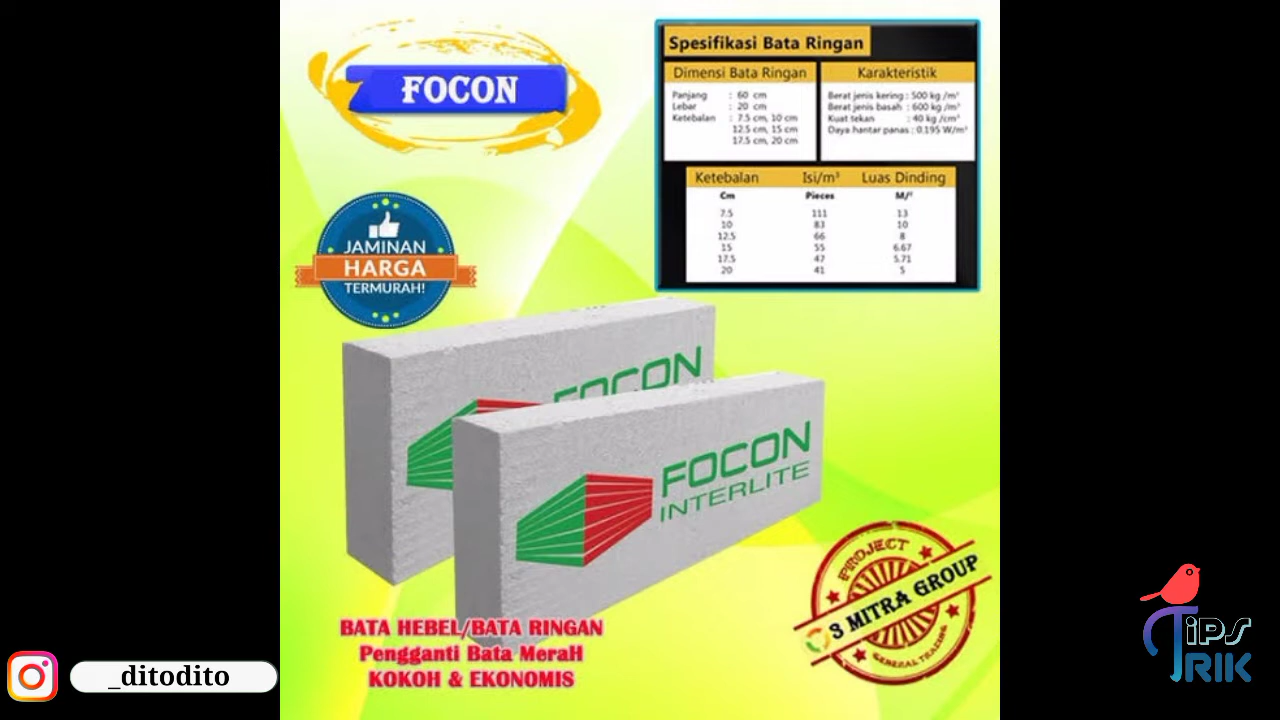 FOCON
Spesifikasi Bata Ringan
Dimensi Bata Ringan
Panjang : 60 cm
Lebar : 20 cm
Ketebalan : 7.5 cm, 10 cm
12.5 cm, 15 cm
17.5 cm, 20 cm
Karakteristik
Berat jenis kering : 500 kg /m³
Berat jenis basah : 600 kg /m³
Kuat tekan : 40 kg /cm²
Daya hantar panas : 0.195 W/m³
Ketebalan Isi/m³ Luas Dinding
Cm Pieces M/²
7.5 111 13
10 83 10
12.5 66 8
15 55 6.67
17.5 47 5.71
20 41 5
JAMINAN
HARGA
TERMURAH!
FOCON
FOCON
INTERLITE
PROJECT
3 MITRA GROUP
GENERAL TRADING
BATA HEBEL/BATA RINGAN
Pengganti Bata MeraH
KOKOH & EKONOMIS
_ditodito
TiPS
TRIK